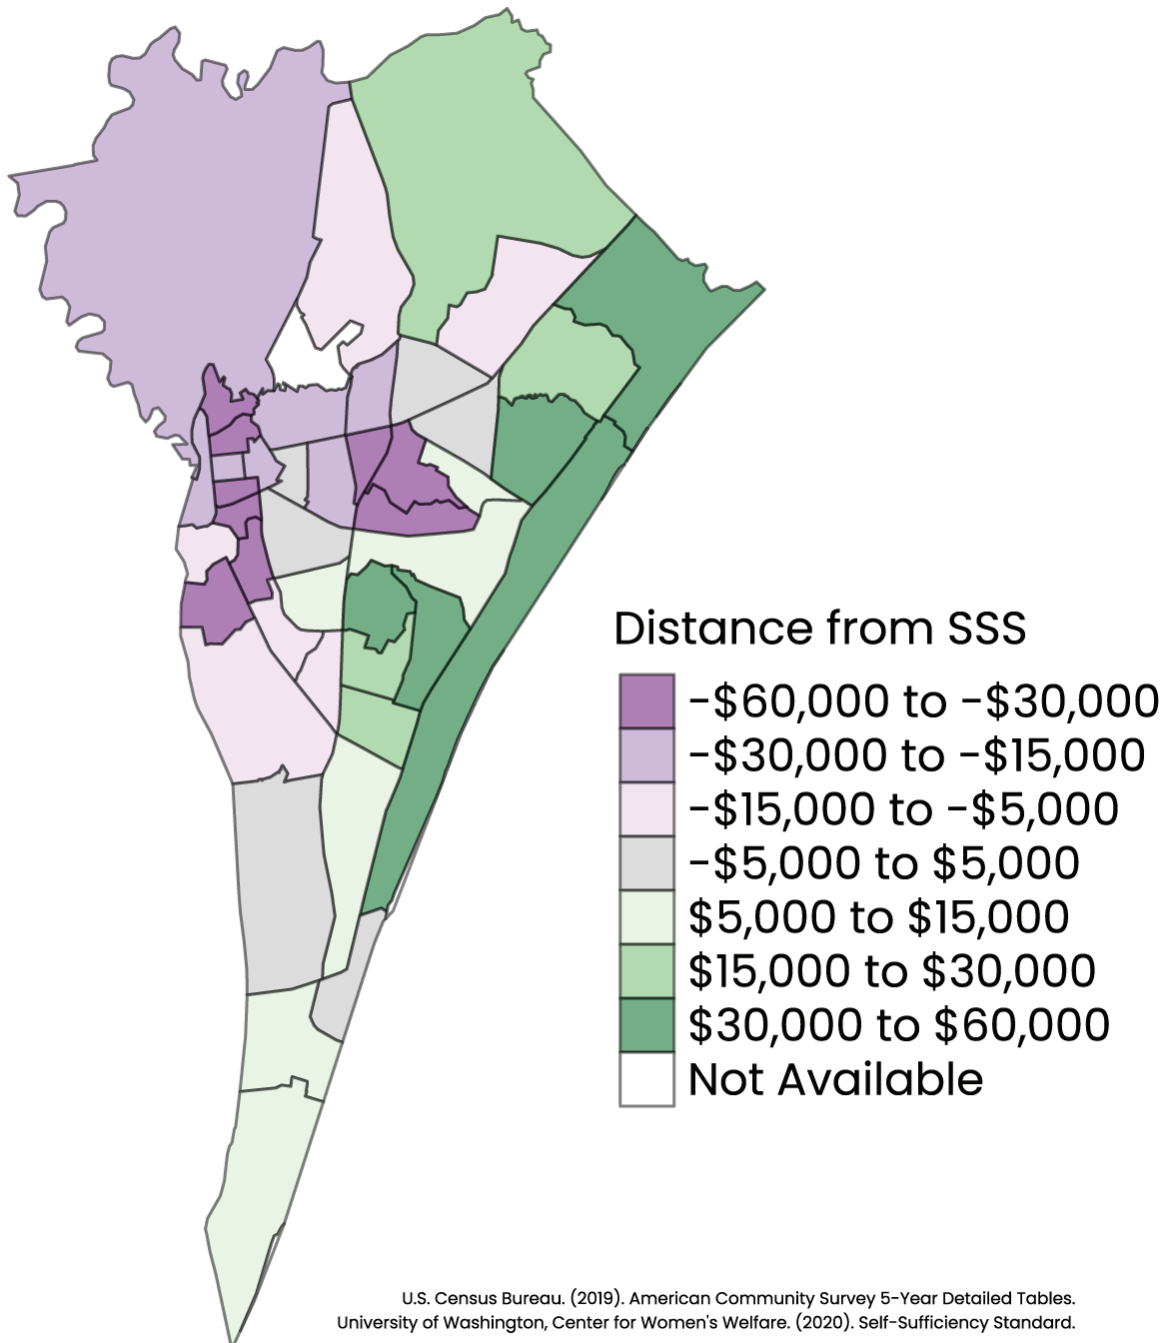 Distance from SSS
-$60,000 to -$30,000
-$30,000 to -$15,000
-$15,000 to -$5,000
-$5,000 to $5,000
$5,000 to $15,000
$15,000 to $30,000
$30,000 to $60,000
Not Available
U.S. Census Bureau. (2019). American Community Survey 5-Year Detailed Tables.
University of Washington, Center for Women's Welfare. (2020). Self-Sufficiency Standard.